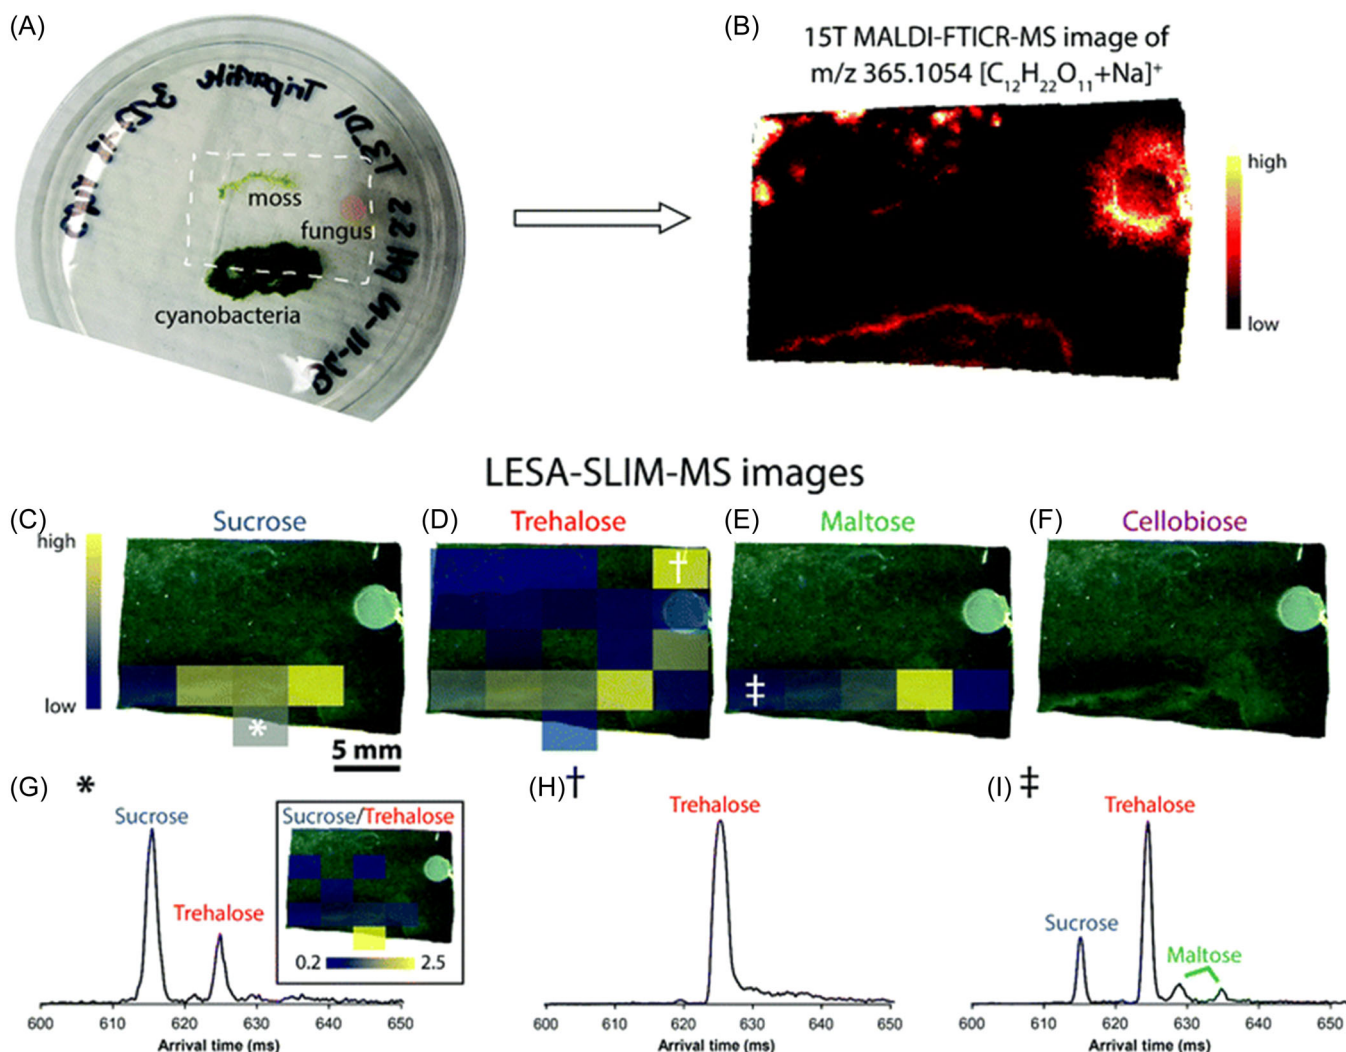 (A)
moss
fungus
cyanobacteria
Tripartite
T3_D1
(B)
15T MALDI-FTICR-MS image of
m/z 365.1054 [C₁₂H₂₂O₁₁+Na]⁺
high
low
LESA-SLIM-MS images
(C) Sucrose
high
low
*
5 mm
(D) Trehalose
†
(E) Maltose
‡
(F) Cellobiose
(G) *
Sucrose
Trehalose
Sucrose/Trehalose
0.2 2.5
600 610 620 630 640 650
Arrival time (ms)
(H) †
Trehalose
600 610 620 630 640 650
Arrival time (ms)
(I) ‡
Trehalose
Sucrose
Maltose
600 610 620 630 640 650
Arrival time (ms)